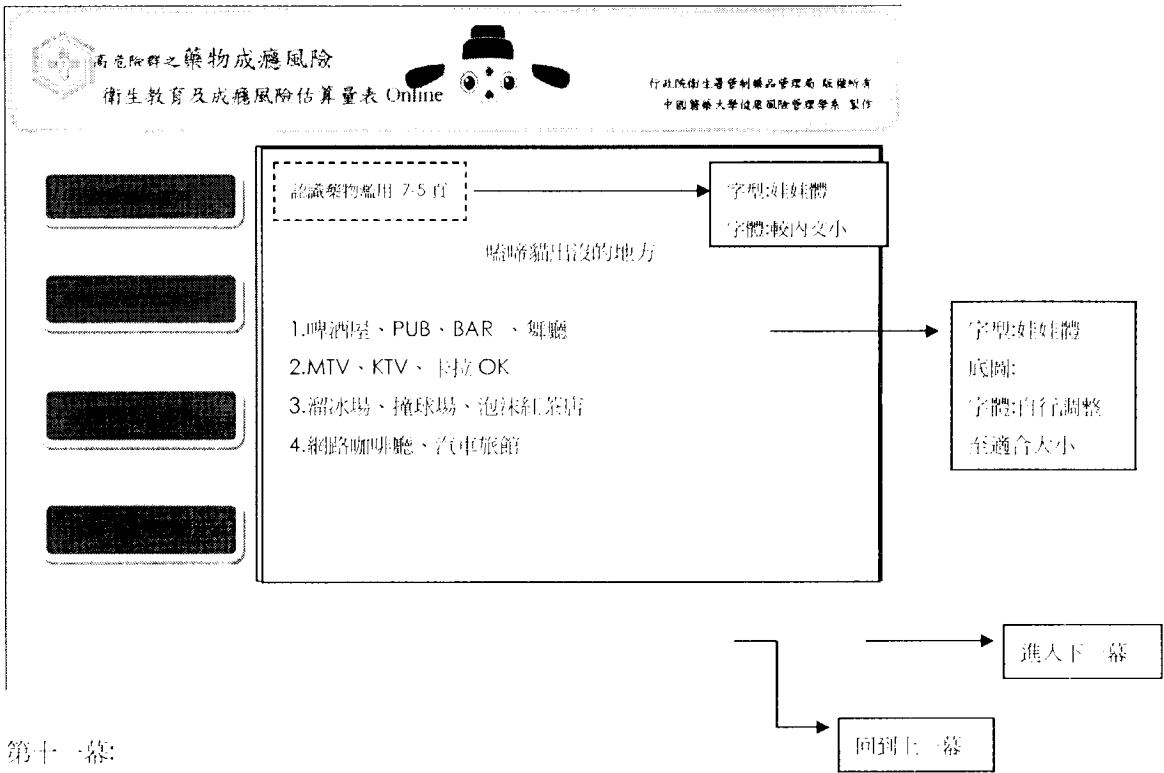 高危險群之藥物成癮風險
衛生教育及成癮風險估算量表 Online
行政院衛生署管制藥品管理局 版權所有
中國醫藥大學健康風險管理學系 製作
認識藥物濫用 7-5 頁
字型:娃娃體
字體:較內文小
嗑啼貓出沒的地方
1.啤酒屋、PUB、BAR 、舞廳
2.MTV、KTV、卡拉 OK
3.溜冰場、撞球場、泡沫紅茶店
4.網路咖啡廳、汽車旅館
字型:娃娃體
底圖:
字體:自行調整
至適合大小
進入下一幕
回到上一幕
第十一幕: